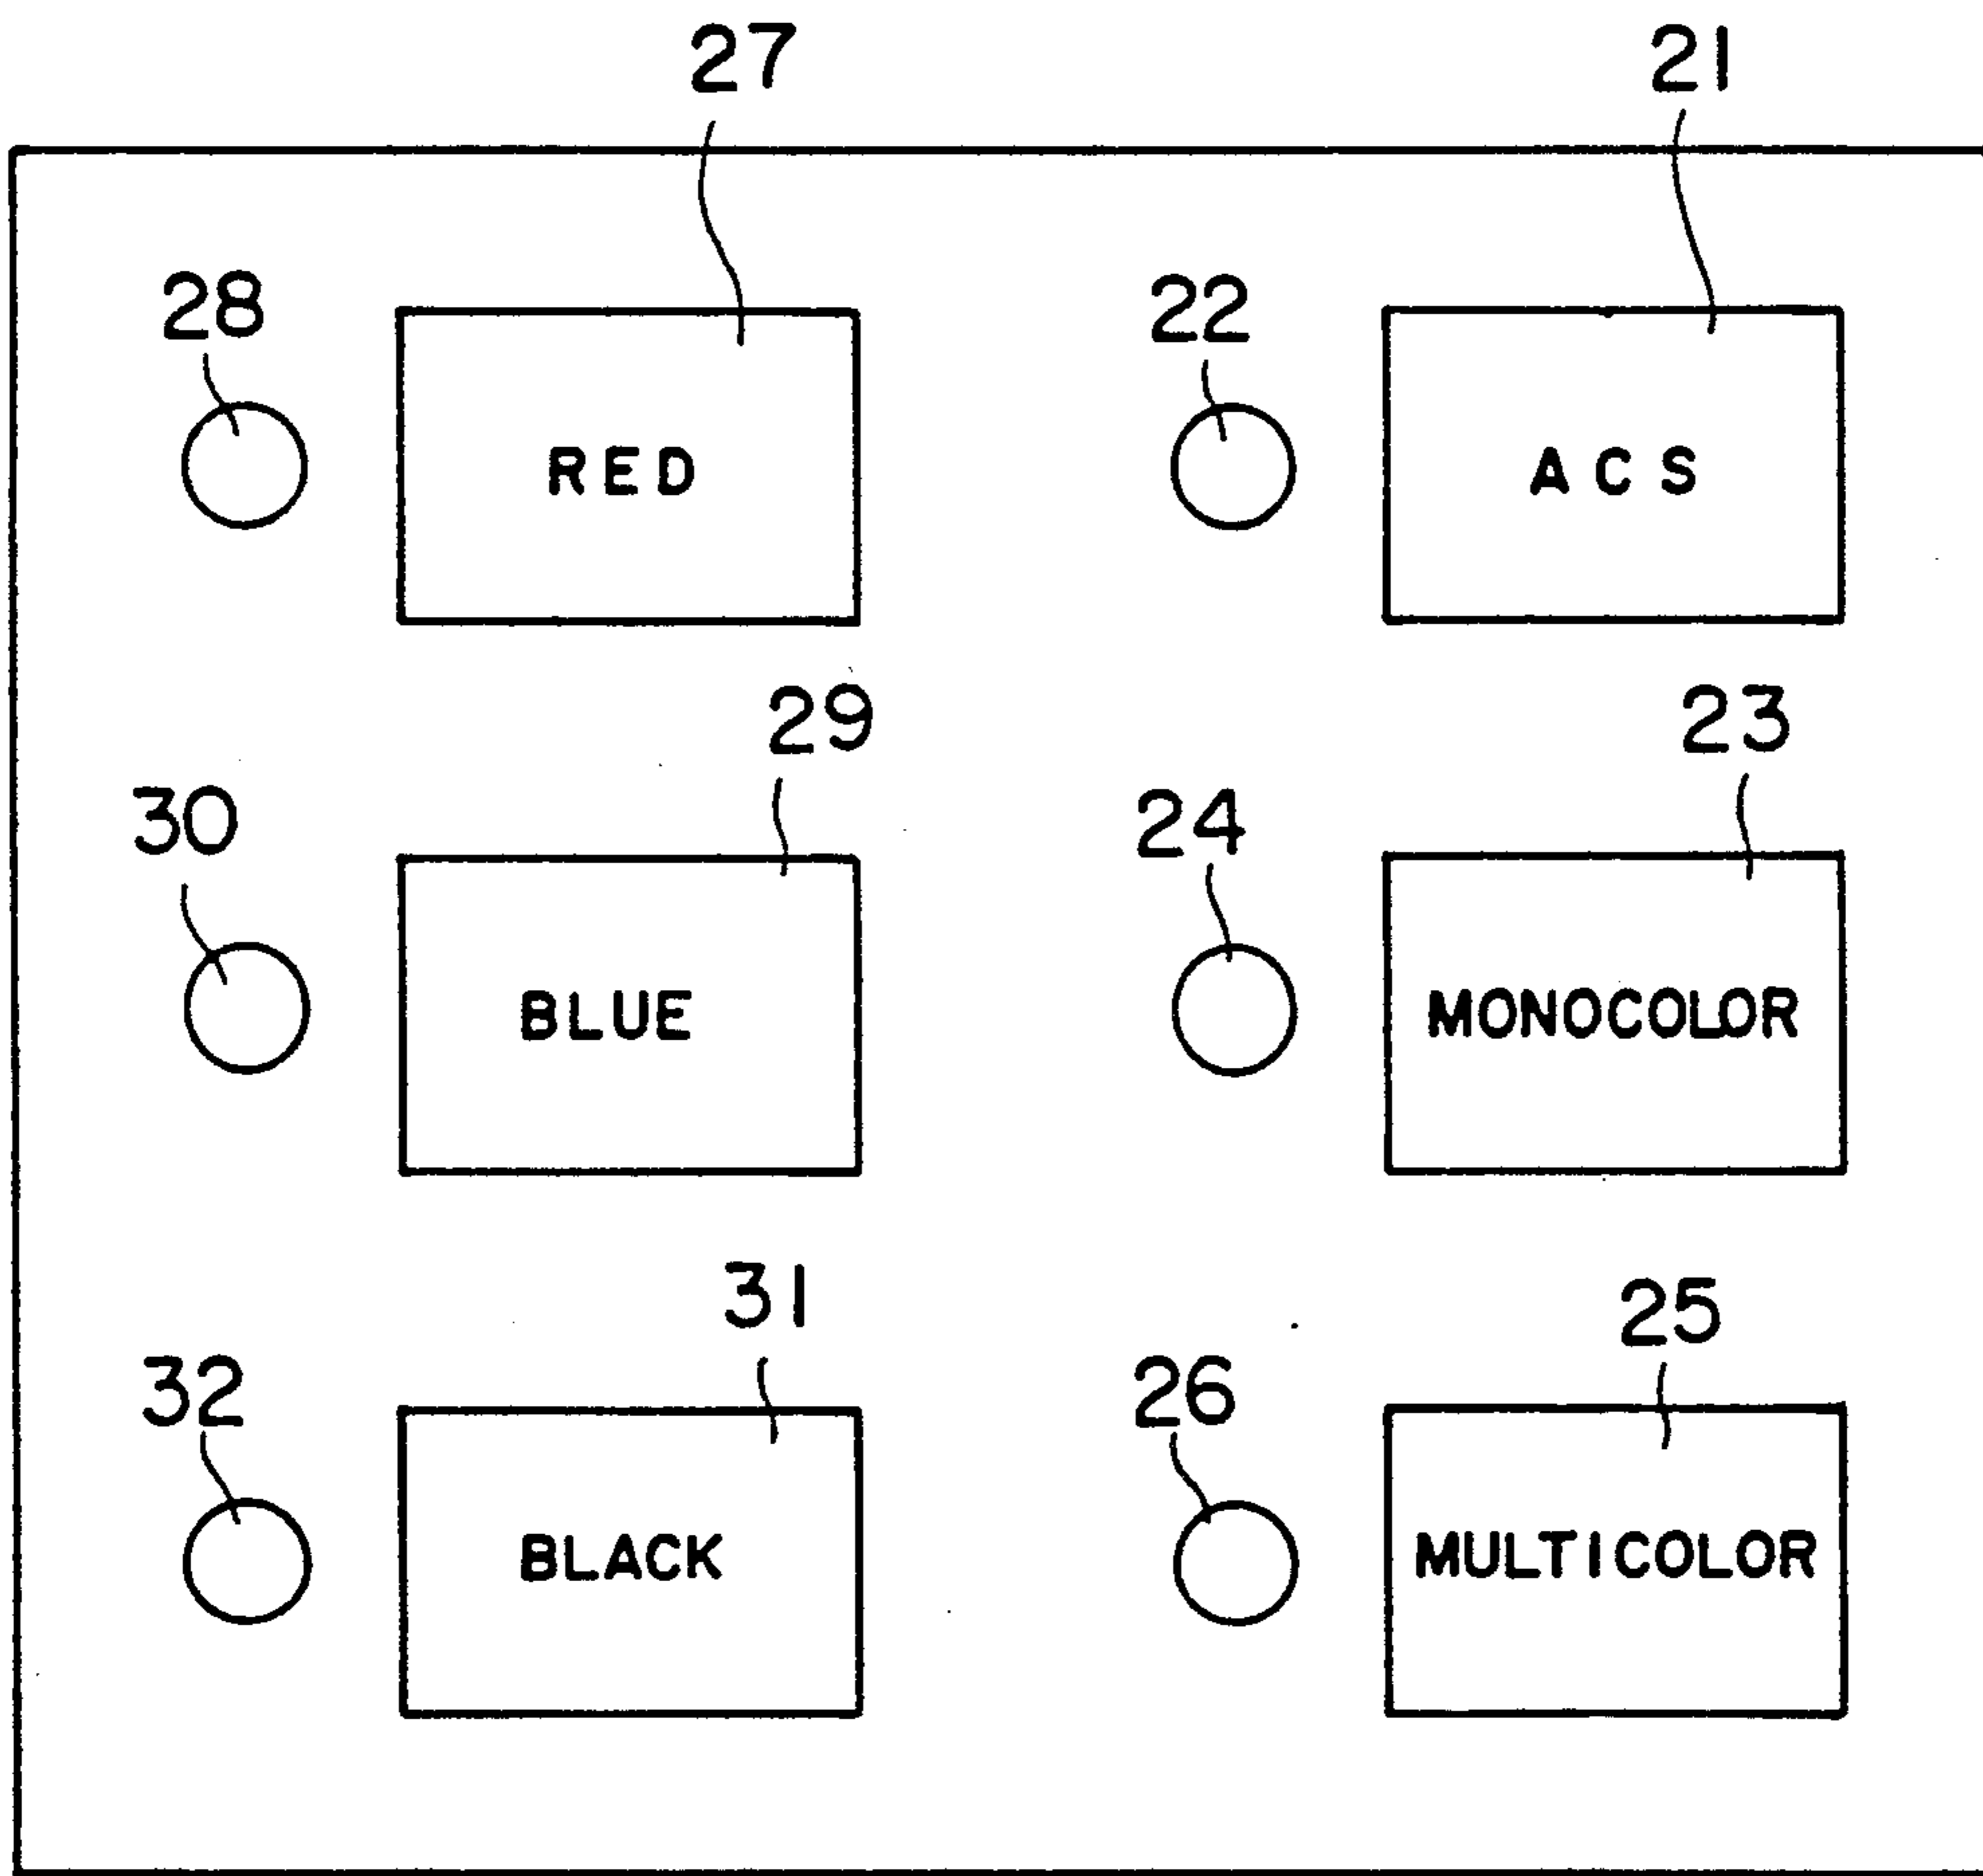 27 21
28 22
RED ACS
29 23
30 24
BLUE MONOCOLOR
31 25
32 26
BLACK MULTICOLOR